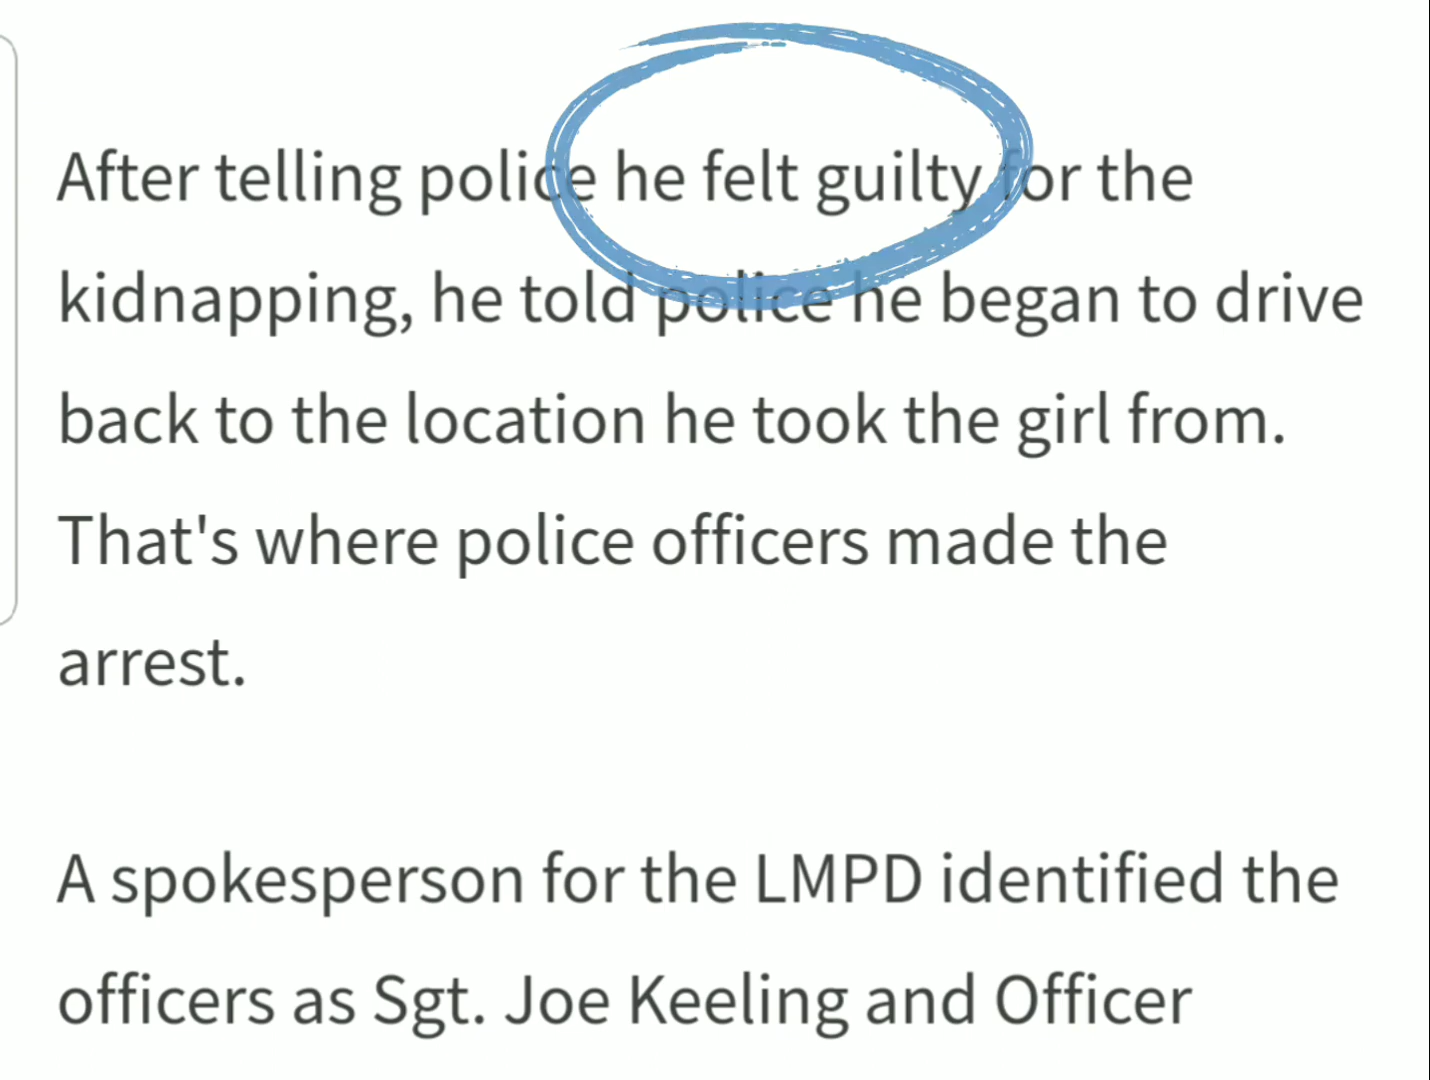 After telling police he felt guilty for the
kidnapping, he told police he began to drive
back to the location he took the girl from.
That's where police officers made the
arrest.
A spokesperson for the LMPD identified the
officers as Sgt. Joe Keeling and Officer